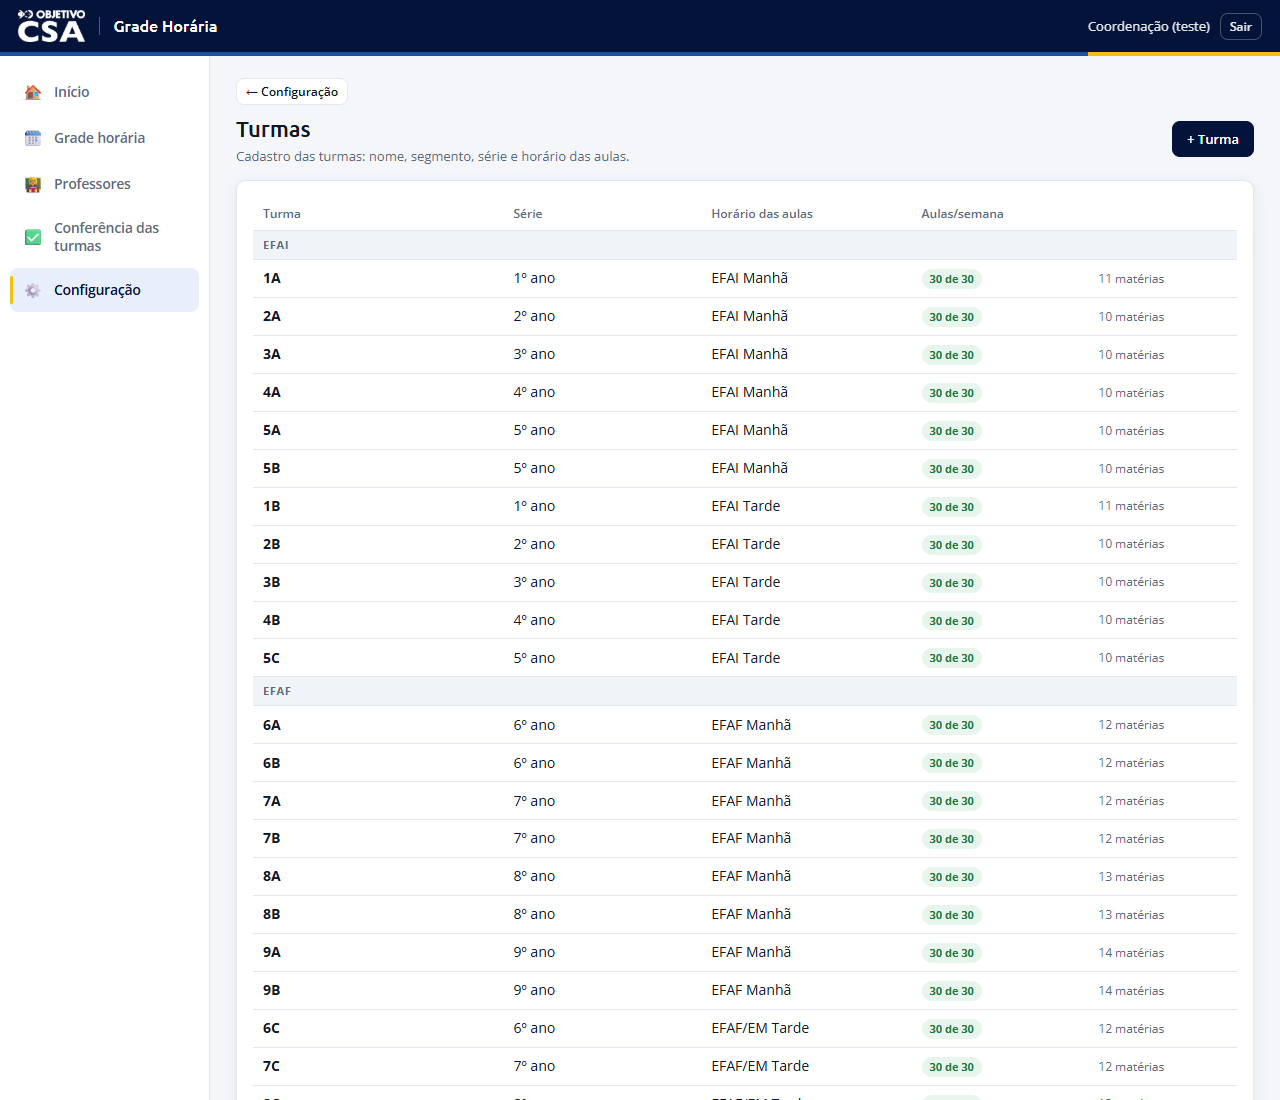 OBJETIVO
CSA
Grade Horária
Coordenação (teste)
Sair
Início
Grade horária
Professores
Conferência das
turmas
Configuração
← Configuração
Turmas
Cadastro das turmas: nome, segmento, série e horário das aulas.
+ Turma
Turma Série Horário das aulas Aulas/semana
EFAI
1A 1º ano EFAI Manhã 30 de 30 11 matérias
2A 2º ano EFAI Manhã 30 de 30 10 matérias
3A 3º ano EFAI Manhã 30 de 30 10 matérias
4A 4º ano EFAI Manhã 30 de 30 10 matérias
5A 5º ano EFAI Manhã 30 de 30 10 matérias
5B 5º ano EFAI Manhã 30 de 30 10 matérias
1B 1º ano EFAI Tarde 30 de 30 11 matérias
2B 2º ano EFAI Tarde 30 de 30 10 matérias
3B 3º ano EFAI Tarde 30 de 30 10 matérias
4B 4º ano EFAI Tarde 30 de 30 10 matérias
5C 5º ano EFAI Tarde 30 de 30 10 matérias
EFAF
6A 6º ano EFAF Manhã 30 de 30 12 matérias
6B 6º ano EFAF Manhã 30 de 30 12 matérias
7A 7º ano EFAF Manhã 30 de 30 12 matérias
7B 7º ano EFAF Manhã 30 de 30 12 matérias
8A 8º ano EFAF Manhã 30 de 30 13 matérias
8B 8º ano EFAF Manhã 30 de 30 13 matérias
9A 9º ano EFAF Manhã 30 de 30 14 matérias
9B 9º ano EFAF Manhã 30 de 30 14 matérias
6C 6º ano EFAF/EM Tarde 30 de 30 12 matérias
7C 7º ano EFAF/EM Tarde 30 de 30 12 matérias